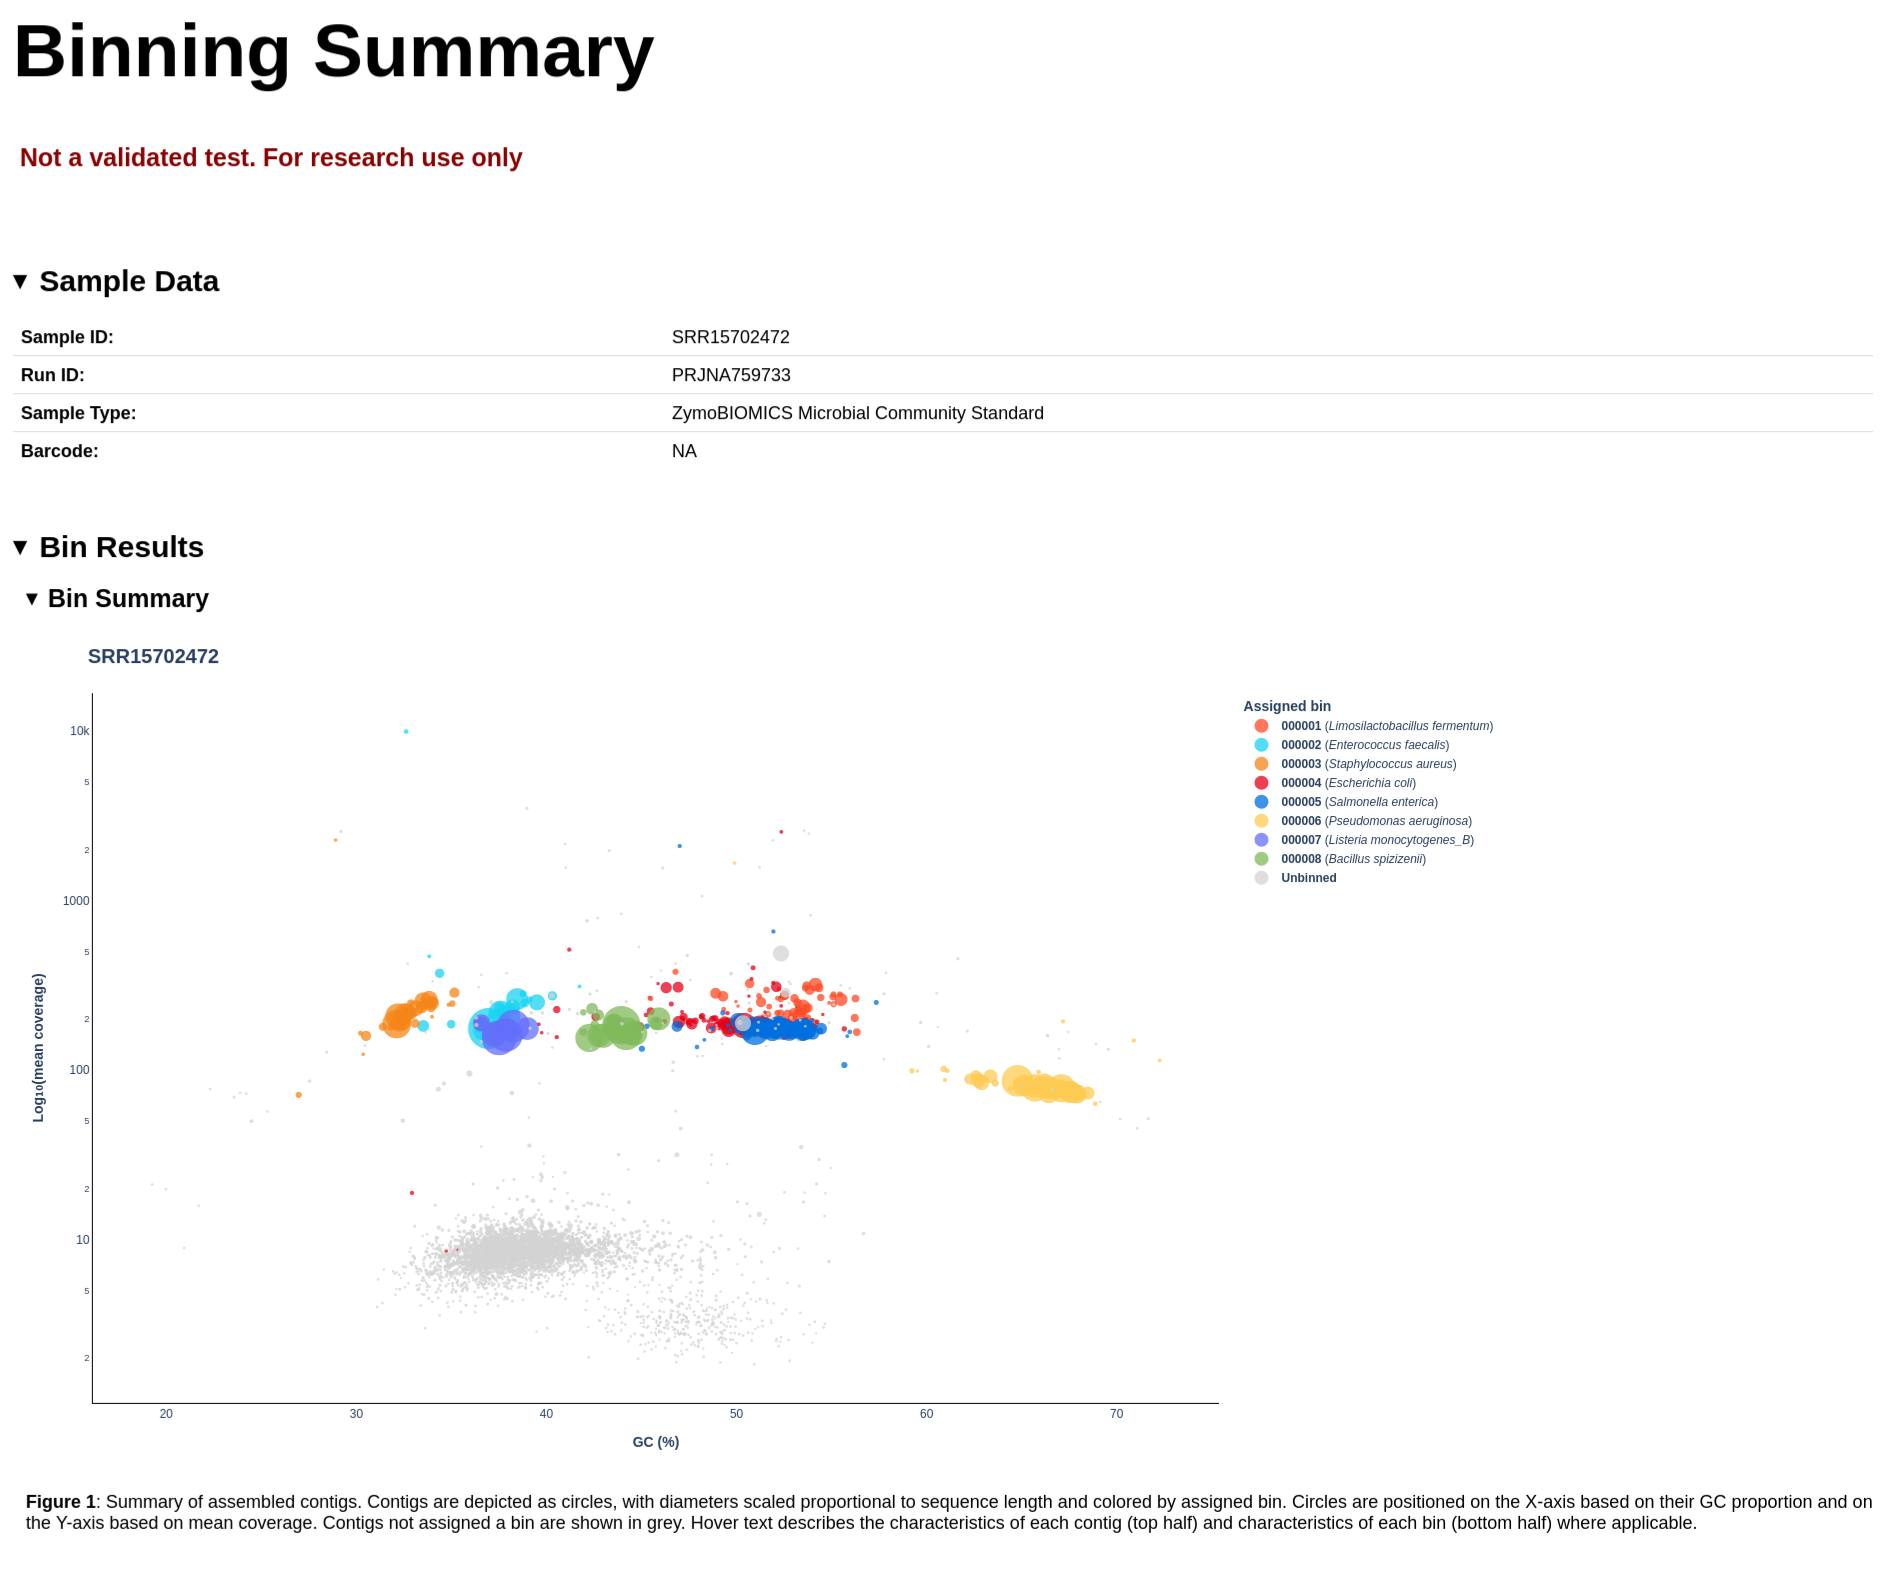 Binning Summary
Not a validated test. For research use only
▼ Sample Data
Sample ID: SRR15702472
Run ID: PRJNA759733
Sample Type: ZymoBIOMICS Microbial Community Standard
Barcode: NA
▼ Bin Results
▼ Bin Summary
SRR15702472
Assigned bin
000001 (Limosilactobacillus fermentum)
000002 (Enterococcus faecalis)
000003 (Staphylococcus aureus)
000004 (Escherichia coli)
000005 (Salmonella enterica)
000006 (Pseudomonas aeruginosa)
000007 (Listeria monocytogenes_B)
000008 (Bacillus spizizenii)
Unbinned
10k
5
2
1000
5
2
100
5
2
10
5
2
Log₁₀(mean coverage)
20 30 40 50 60 70
GC (%)
Figure 1: Summary of assembled contigs. Contigs are depicted as circles, with diameters scaled proportional to sequence length and colored by assigned bin. Circles are positioned on the X-axis based on their GC proportion and on
the Y-axis based on mean coverage. Contigs not assigned a bin are shown in grey. Hover text describes the characteristics of each contig (top half) and characteristics of each bin (bottom half) where applicable.